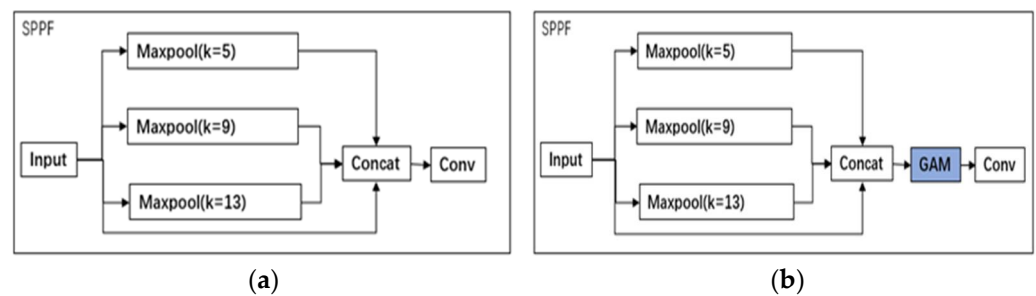 SPPF
Maxpool(k=5)
Maxpool(k=9)
Input
Concat
Conv
Maxpool(k=13)
(a)
SPPF
Maxpool(k=5)
Maxpool(k=9)
Input
Concat
GAM
Conv
Maxpool(k=13)
(b)